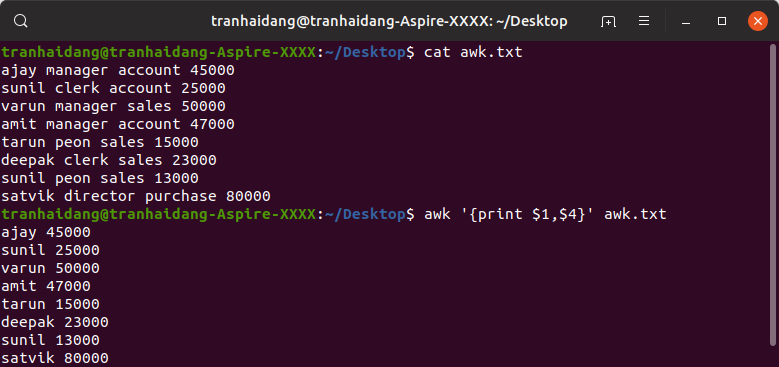 tranhaidang@tranhaidang-Aspire-XXXX: ~/Desktop
tranhaidang@tranhaidang-Aspire-XXXX:~/Desktop$ cat awk.txt
ajay manager account 45000
sunil clerk account 25000
varun manager sales 50000
amit manager account 47000
tarun peon sales 15000
deepak clerk sales 23000
sunil peon sales 13000
satvik director purchase 80000
tranhaidang@tranhaidang-Aspire-XXXX:~/Desktop$ awk '{print $1,$4}' awk.txt
ajay 45000
sunil 25000
varun 50000
amit 47000
tarun 15000
deepak 23000
sunil 13000
satvik 80000